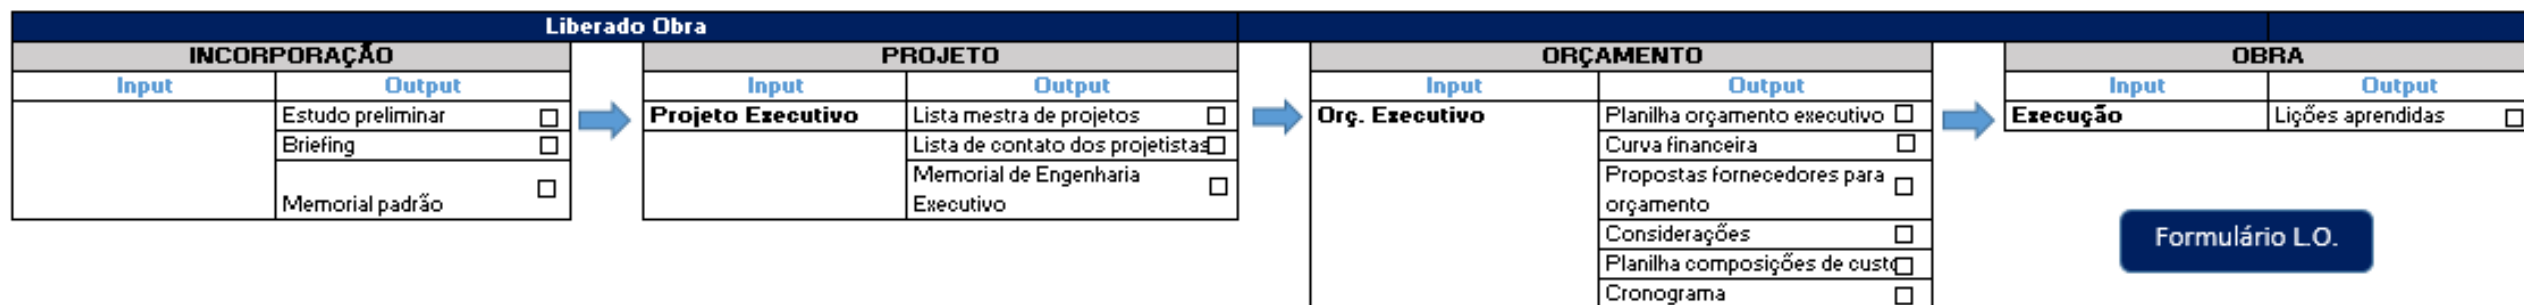 Liberado Obra
INCORPORAÇÃO
Input Output
Estudo preliminar
Briefing
Memorial padrão
PROJETO
Input Output
Projeto Executivo Lista mestra de projetos
Lista de contato dos projetistas
Memorial de Engenharia
Executivo
ORÇAMENTO
Input Output
Orç. Executivo Planilha orçamento executivo
Curva financeira
Propostas fornecedores para
orçamento
Considerações
Planilha composições de custo
Cronograma
OBRA
Input Output
Execução Lições aprendidas
Formulário L.O.